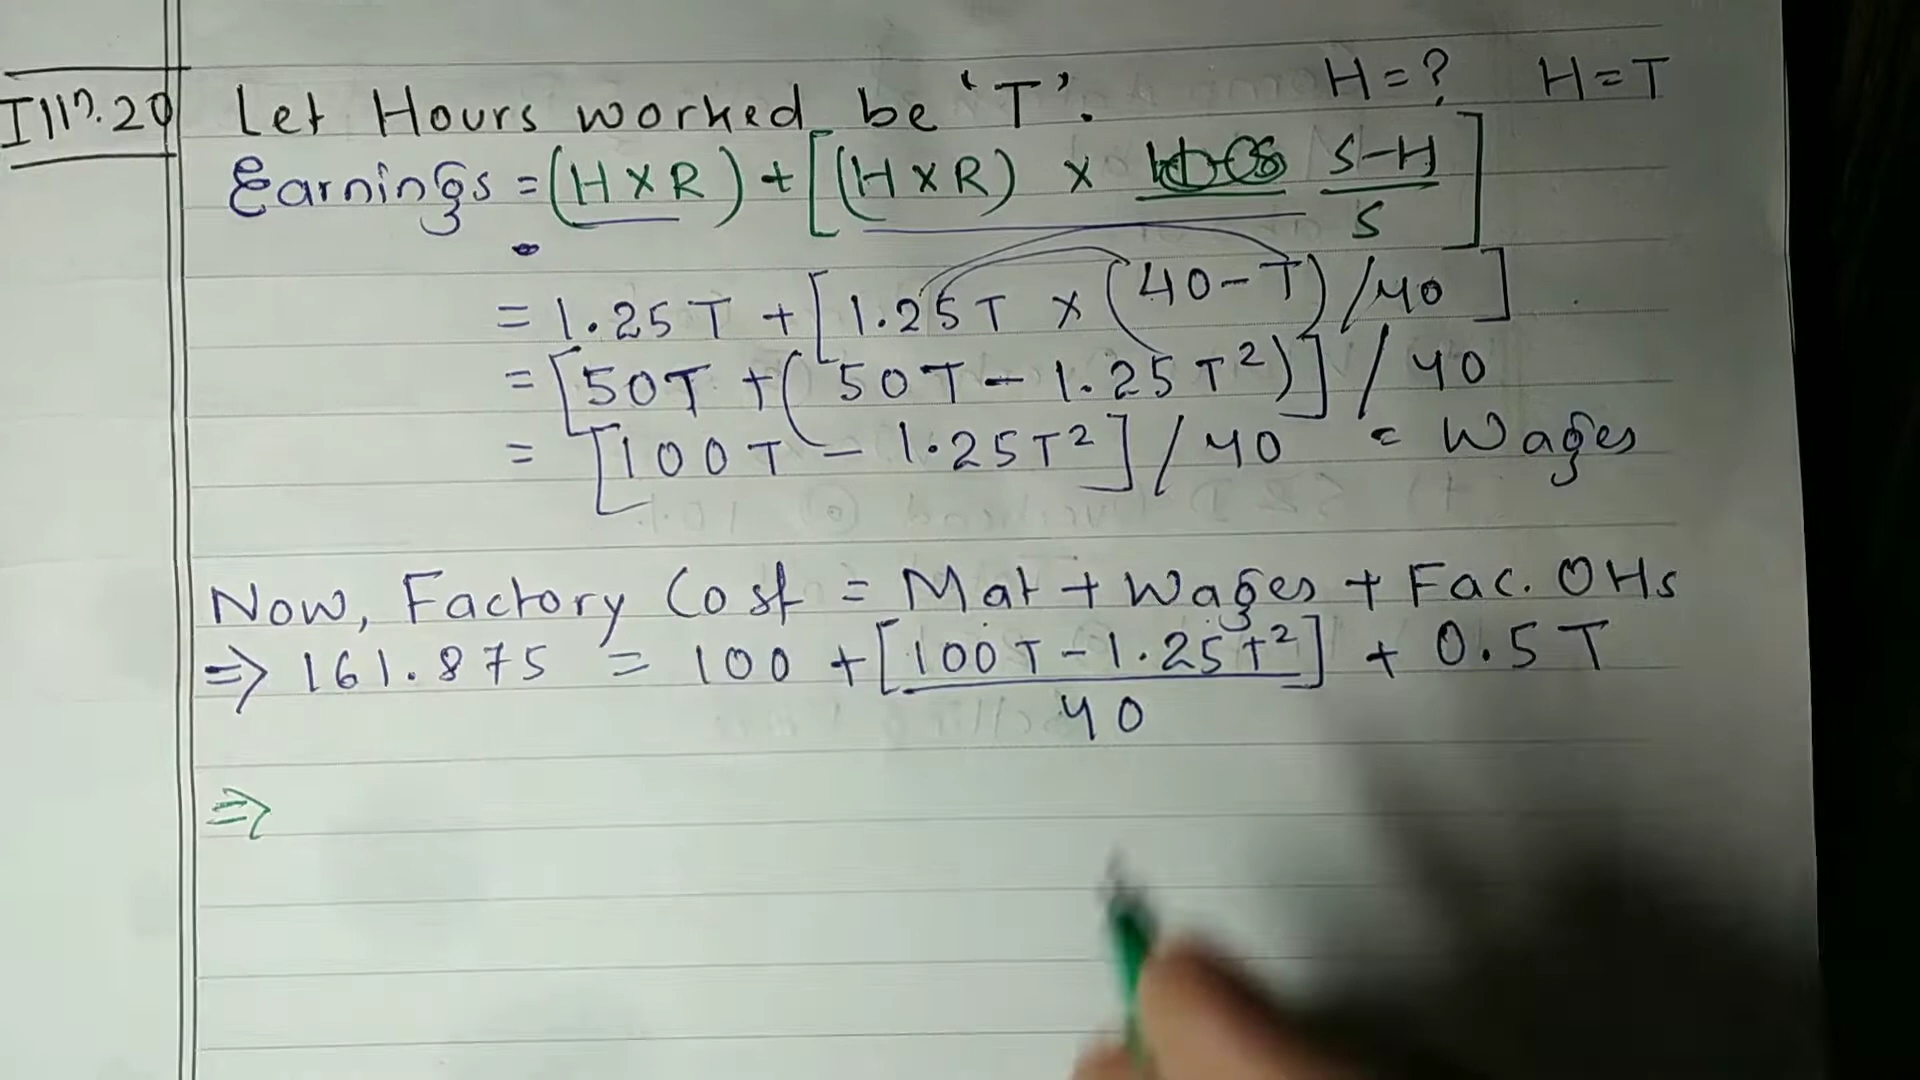 Illn.20 Let Hours worked be 'T'. H=? H=T
Earnings = (H×R) + [(H×R) × S-H/S]
= 1.25T + [1.25T × (40-T)/40]
= [50T + (50T - 1.25T²)] / 40
= [100T - 1.25T²] / 40 = Wages
Now, Factory Cost = Mat + Wages + Fac. OHs
⇒ 161.875 = 100 + [100T - 1.25T²]/40 + 0.5T
⇒